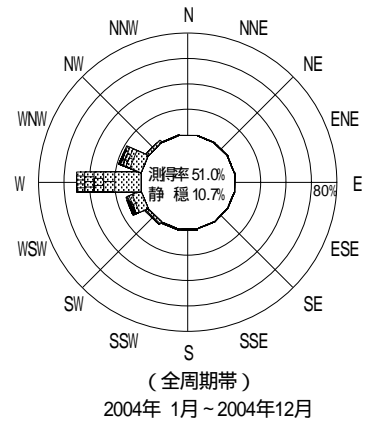 N
NNW NNE
NW NE
WNW ENE
測得率 51.0%
静 穏 10.7%
W 80% E
WSW ESE
SW SE
SSW SSE
S
(全周期帯)
2004年 1月~2004年12月